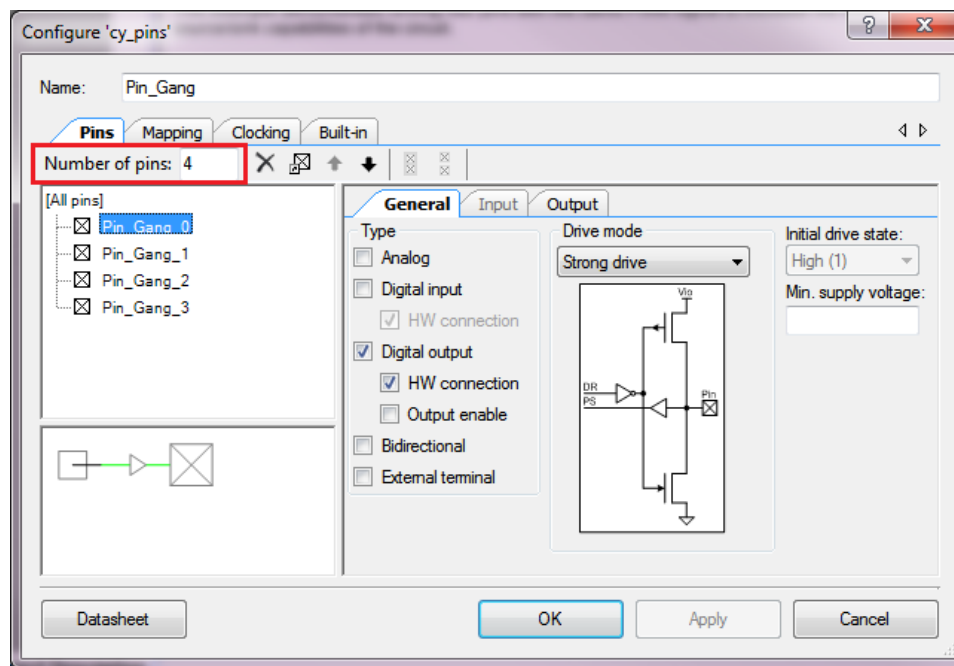 Configure 'cy_pins'
Name: Pin_Gang
Pins Mapping Clocking Built-in
Number of pins: 4
[All pins]
Pin_Gang_0
Pin_Gang_1
Pin_Gang_2
Pin_Gang_3
General Input Output
Type
Analog
Digital input
HW connection
Digital output
HW connection
Output enable
Bidirectional
External terminal
Drive mode
Strong drive
Vio
DR
PS
Pin
Initial drive state:
High (1)
Min. supply voltage:
Datasheet OK Apply Cancel